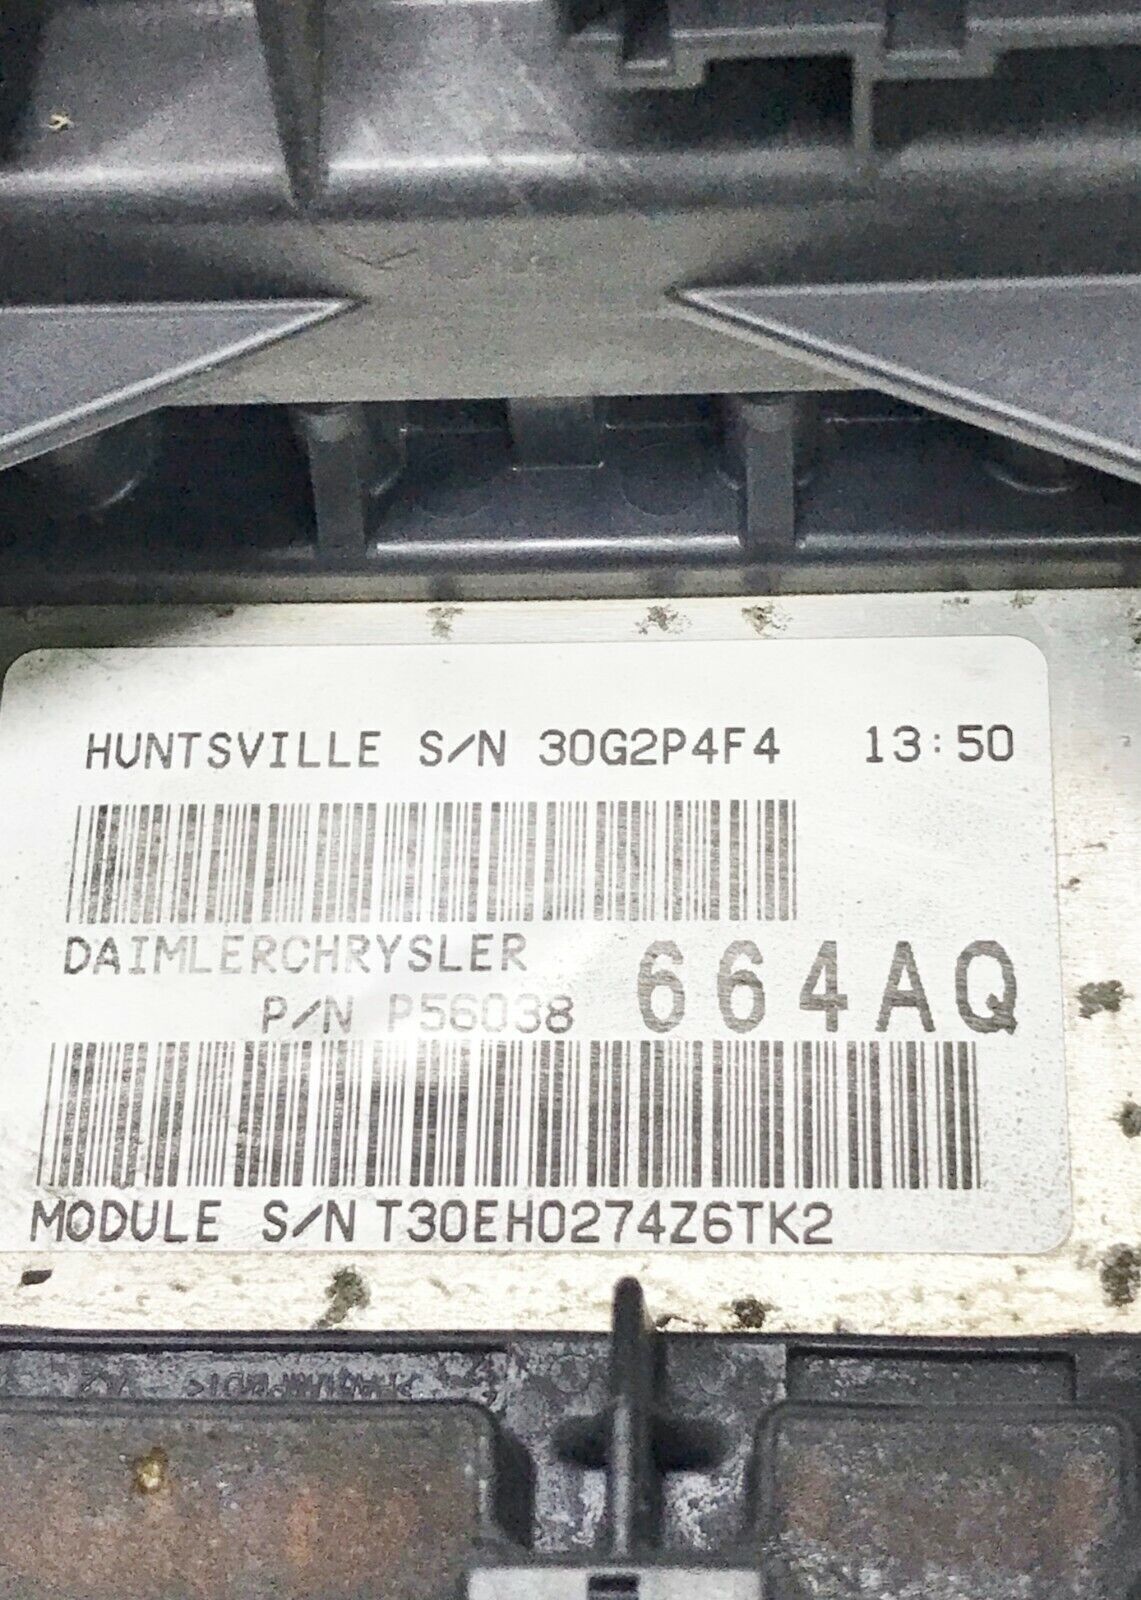 HUNTSVILLE S/N 30G2P4F4 13:50
DAIMLERCHRYSLER
P/N P56038 664AQ
MODULE S/N T30EH0274Z6TK2